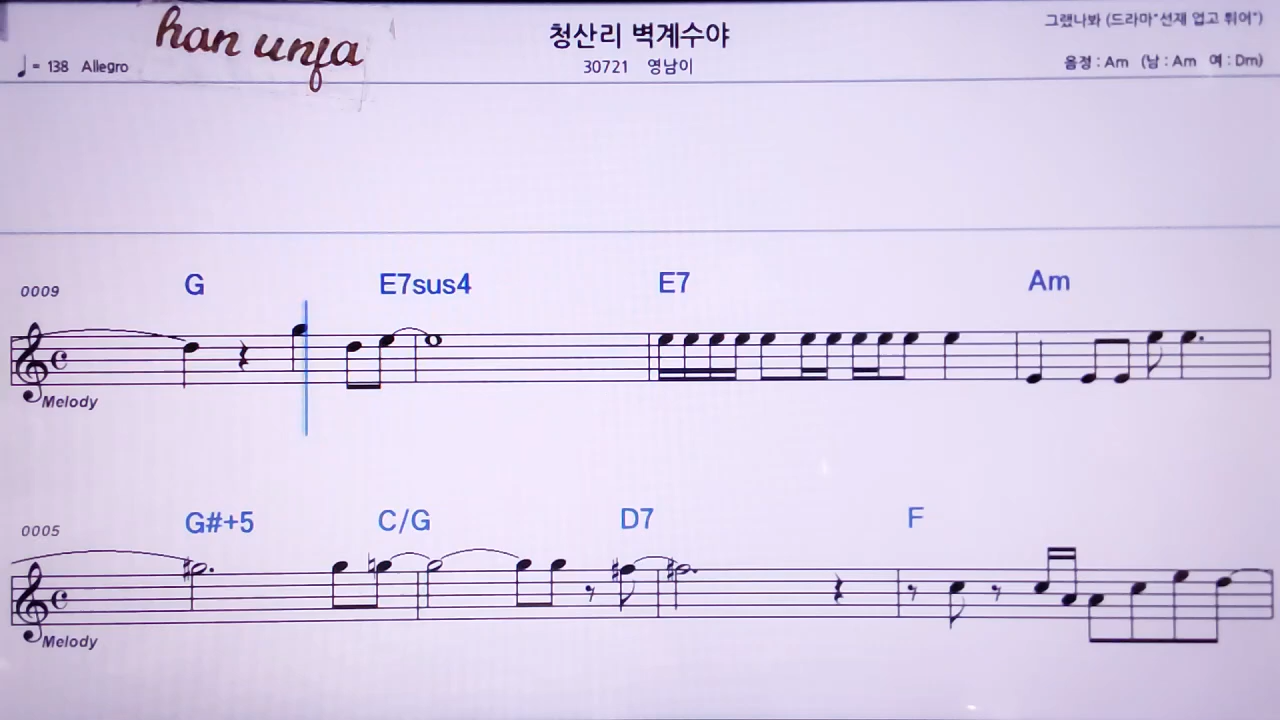 han unfa
청산리 벽계수야
그랬나봐 (드라마"선재 업고 튀어")
♩= 138 Allegro
30721 영남이
음정 : Am (남 : Am 여 : Dm)
0009 G E7sus4 E7 Am
Melody
0005 G#+5 C/G D7 F
Melody